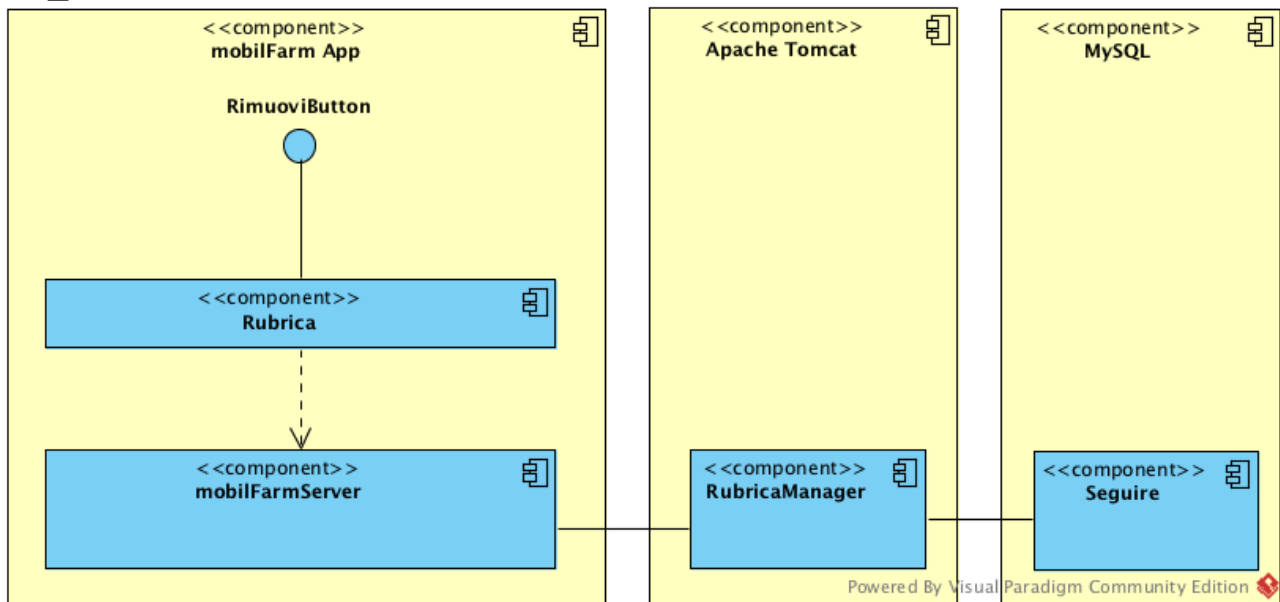 <<component>>
mobilFarm App
RimuoviButton
<<component>>
Rubrica
<<component>>
mobilFarmServer
<<component>>
Apache Tomcat
<<component>>
RubricaManager
<<component>>
MySQL
<<component>>
Seguire
Powered By Visual Paradigm Community Edition